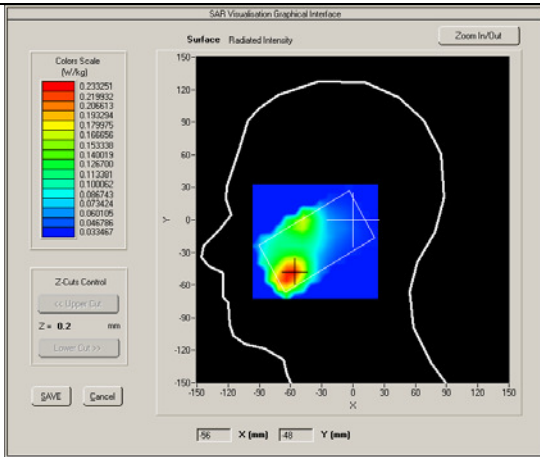 SAR Visualisation Graphical Interface
Surface Radiated Intensity
Zoom In/Out
Colors Scale
(W/kg)
0.233251
0.219932
0.206613
0.193294
0.179975
0.166656
0.153338
0.140019
0.126700
0.113381
0.100062
0.086743
0.073424
0.060105
0.046786
0.033467
Z-Cuts Control
<< Upper Cut
Z = 0.2 mm
Lower Cut >>
SAVE Cancel
150
120
90
60
30
0
-30
-60
-90
-120
-150
Y
-150 -120 -90 -60 -30 0 30 60 90 120 150
X
-56 X (mm) -48 Y (mm)